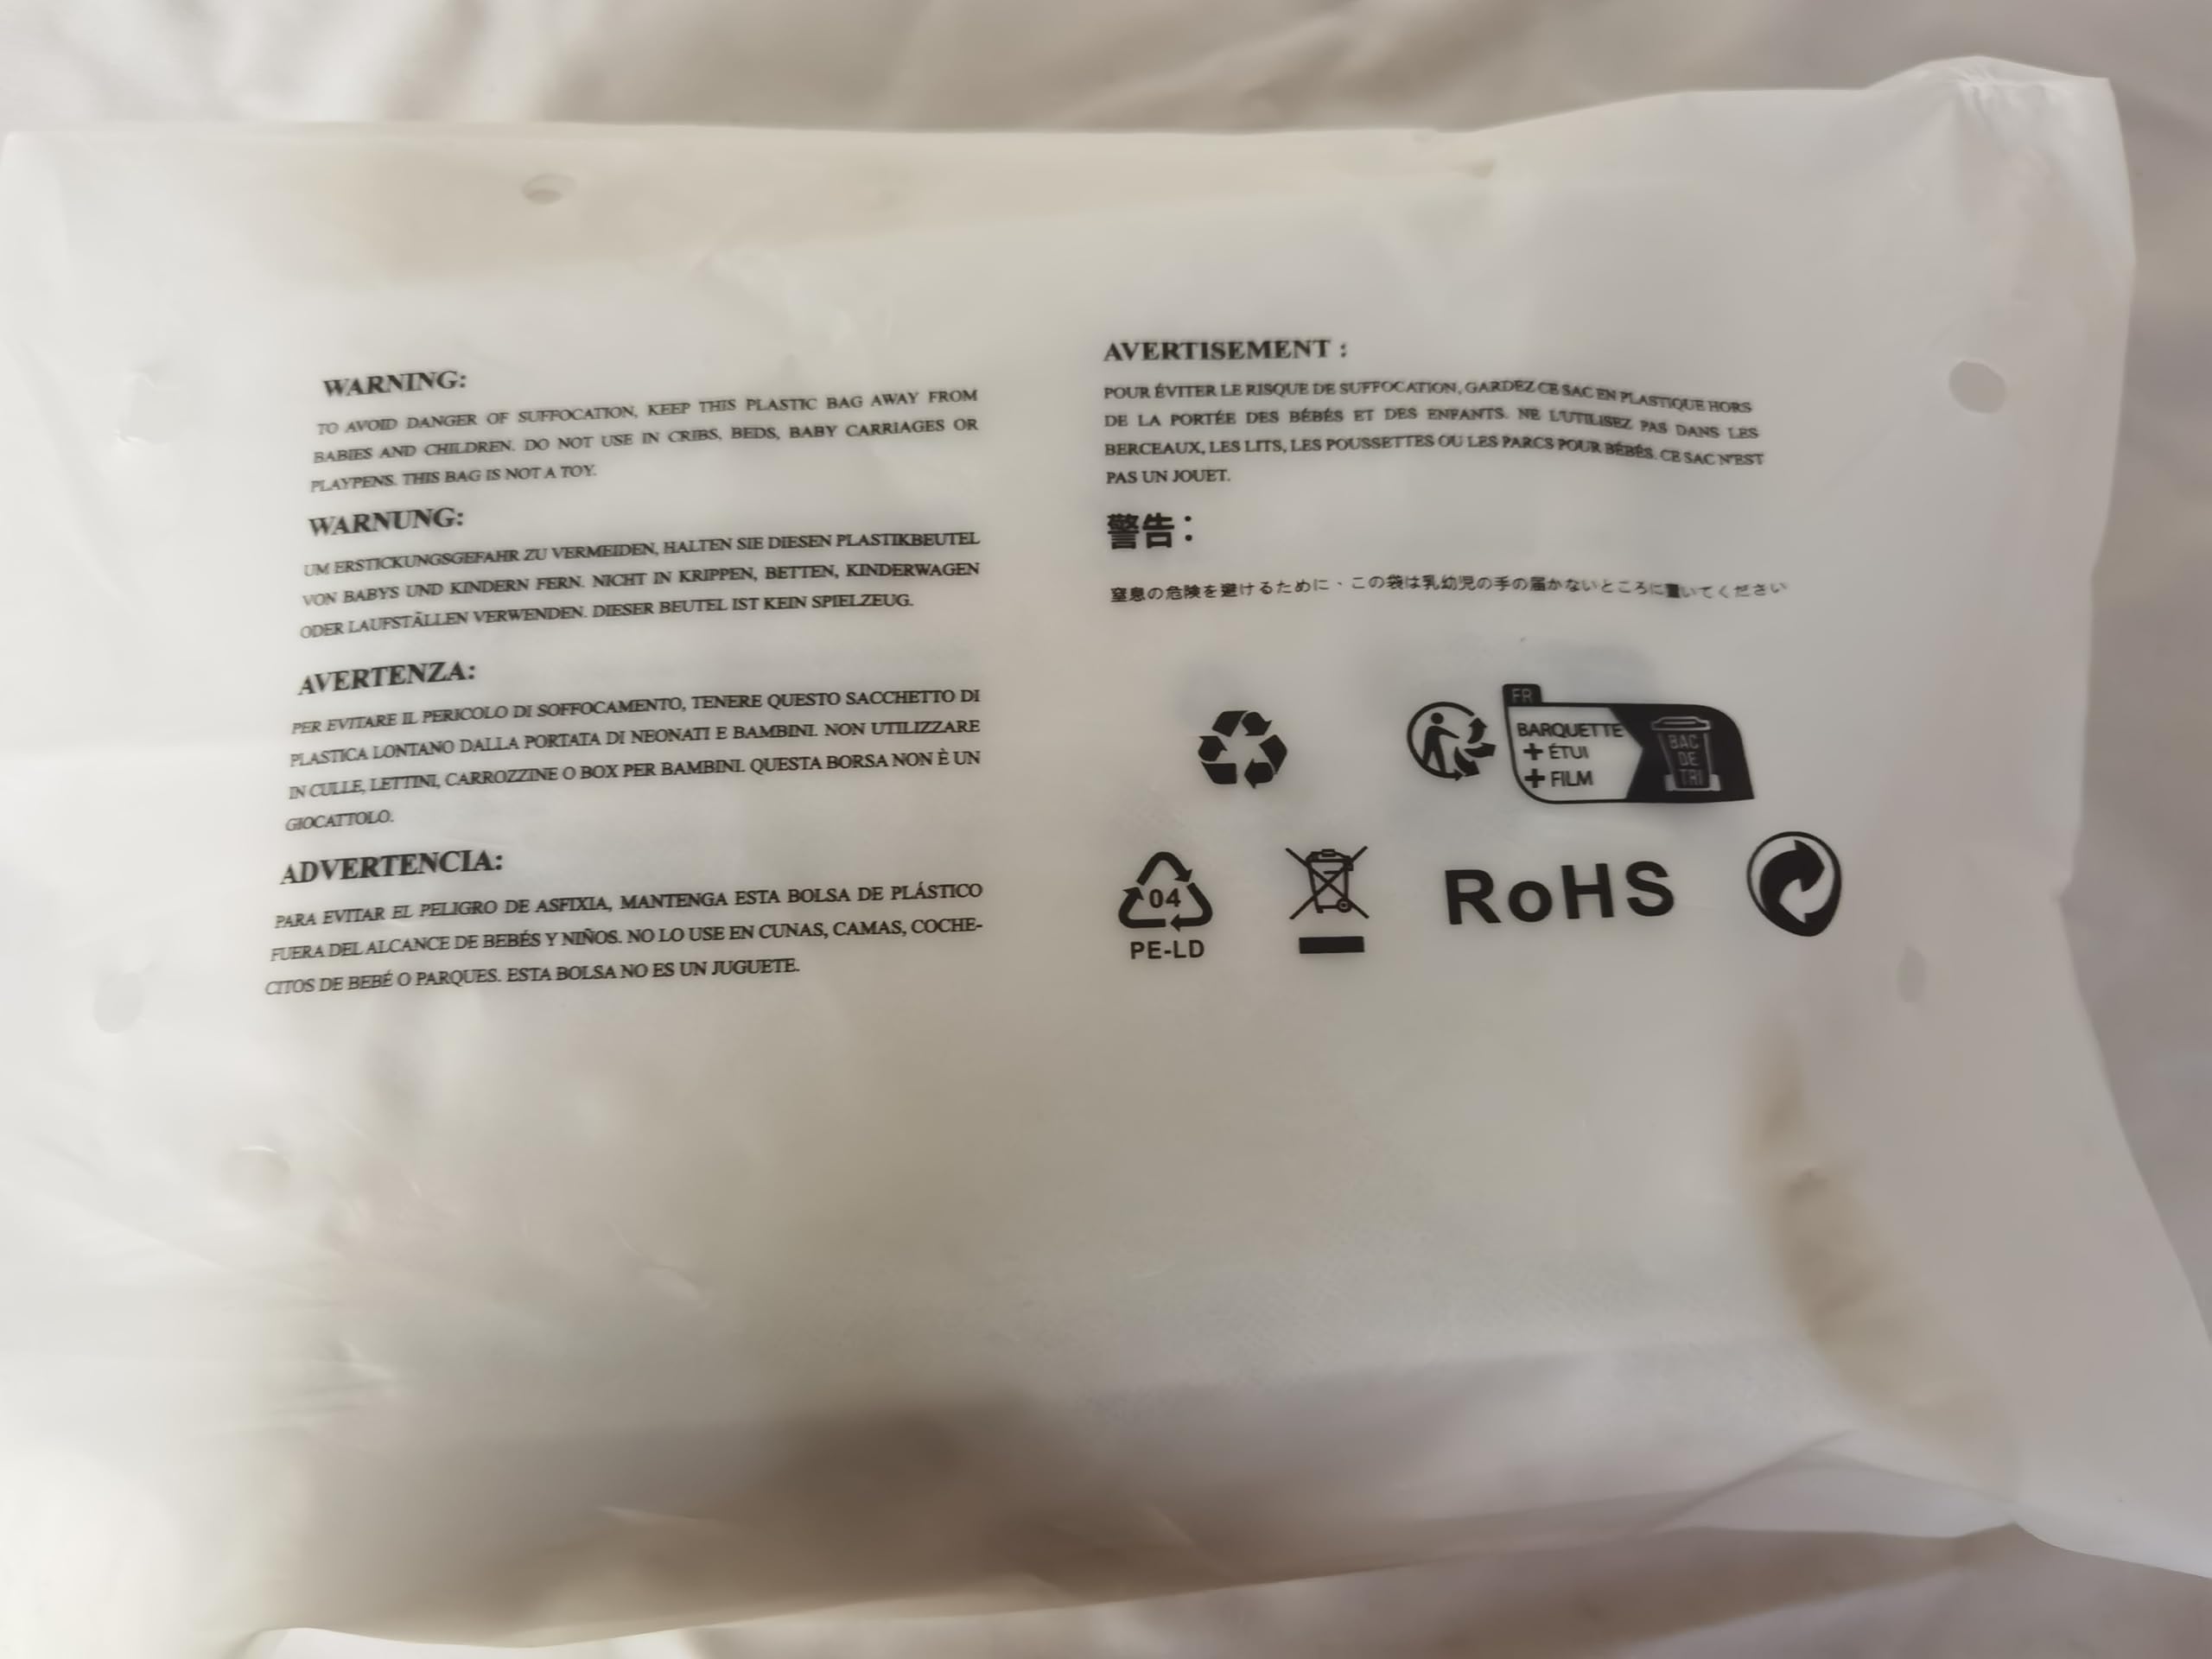 WARNING:
TO AVOID DANGER OF SUFFOCATION, KEEP THIS PLASTIC BAG AWAY FROM
BABIES AND CHILDREN. DO NOT USE IN CRIBS, BEDS, BABY CARRIAGES OR
PLAYPENS. THIS BAG IS NOT A TOY.
WARNUNG:
UM ERSTICKUNGSGEFAHR ZU VERMEIDEN, HALTEN SIE DIESEN PLASTIKBEUTEL
VON BABYS UND KINDERN FERN. NICHT IN KRIPPEN, BETTEN, KINDERWAGEN
ODER LAUFSTÄLLEN VERWENDEN. DIESER BEUTEL IST KEIN SPIELZEUG.
AVERTENZA:
PER EVITARE IL PERICOLO DI SOFFOCAMENTO, TENERE QUESTO SACCHETTO DI
PLASTICA LONTANO DALLA PORTATA DI NEONATI E BAMBINI. NON UTILIZZARE
IN CULLE, LETTINI, CARROZZINE O BOX PER BAMBINI. QUESTA BORSA NON È UN
GIOCATTOLO.
ADVERTENCIA:
PARA EVITAR EL PELIGRO DE ASFIXIA, MANTENGA ESTA BOLSA DE PLÁSTICO
FUERA DEL ALCANCE DE BEBÉS Y NIÑOS. NO LO USE EN CUNAS, CAMAS, COCHE-
CITOS DE BEBÉ O PARQUES. ESTA BOLSA NO ES UN JUGUETE.
AVERTISEMENT :
POUR ÉVITER LE RISQUE DE SUFFOCATION, GARDEZ CE SAC EN PLASTIQUE HORS
DE LA PORTÉE DES BÉBÉS ET DES ENFANTS. NE L'UTILISEZ PAS DANS LES
BERCEAUX, LES LITS, LES POUSSETTES OU LES PARCS POUR BÉBÉS. CE SAC N'EST
PAS UN JOUET.
警告：
窒息の危険を避けるために、この袋は乳幼児の手の届かないところに置いてください
FR
BARQUETTE
+ ÉTUI
+ FILM
BAC
DE
TRI
04
PE-LD
RoHS